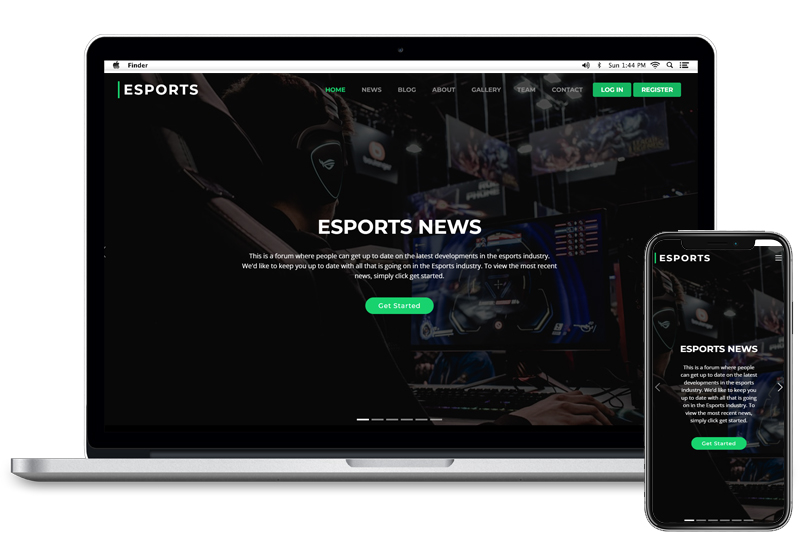 Finder
Sun 1:44 PM
ESPORTS
HOME NEWS BLOG ABOUT GALLERY TEAM CONTACT LOG IN REGISTER
ESPORTS NEWS
This is a forum where people can get up to date on the latest developments in the esports industry.
We'd like to keep you up to date with all that is going on in the Esports industry. To view the most recent
news, simply click get started.
Get Started
ESPORTS
ESPORTS NEWS
This is a forum where people
can get up to date on the latest
developments in the esports
industry. We'd like to keep you
up to date with all that is going
on in the Esports industry. To
view the most recent news,
simply click get started.
Get Started